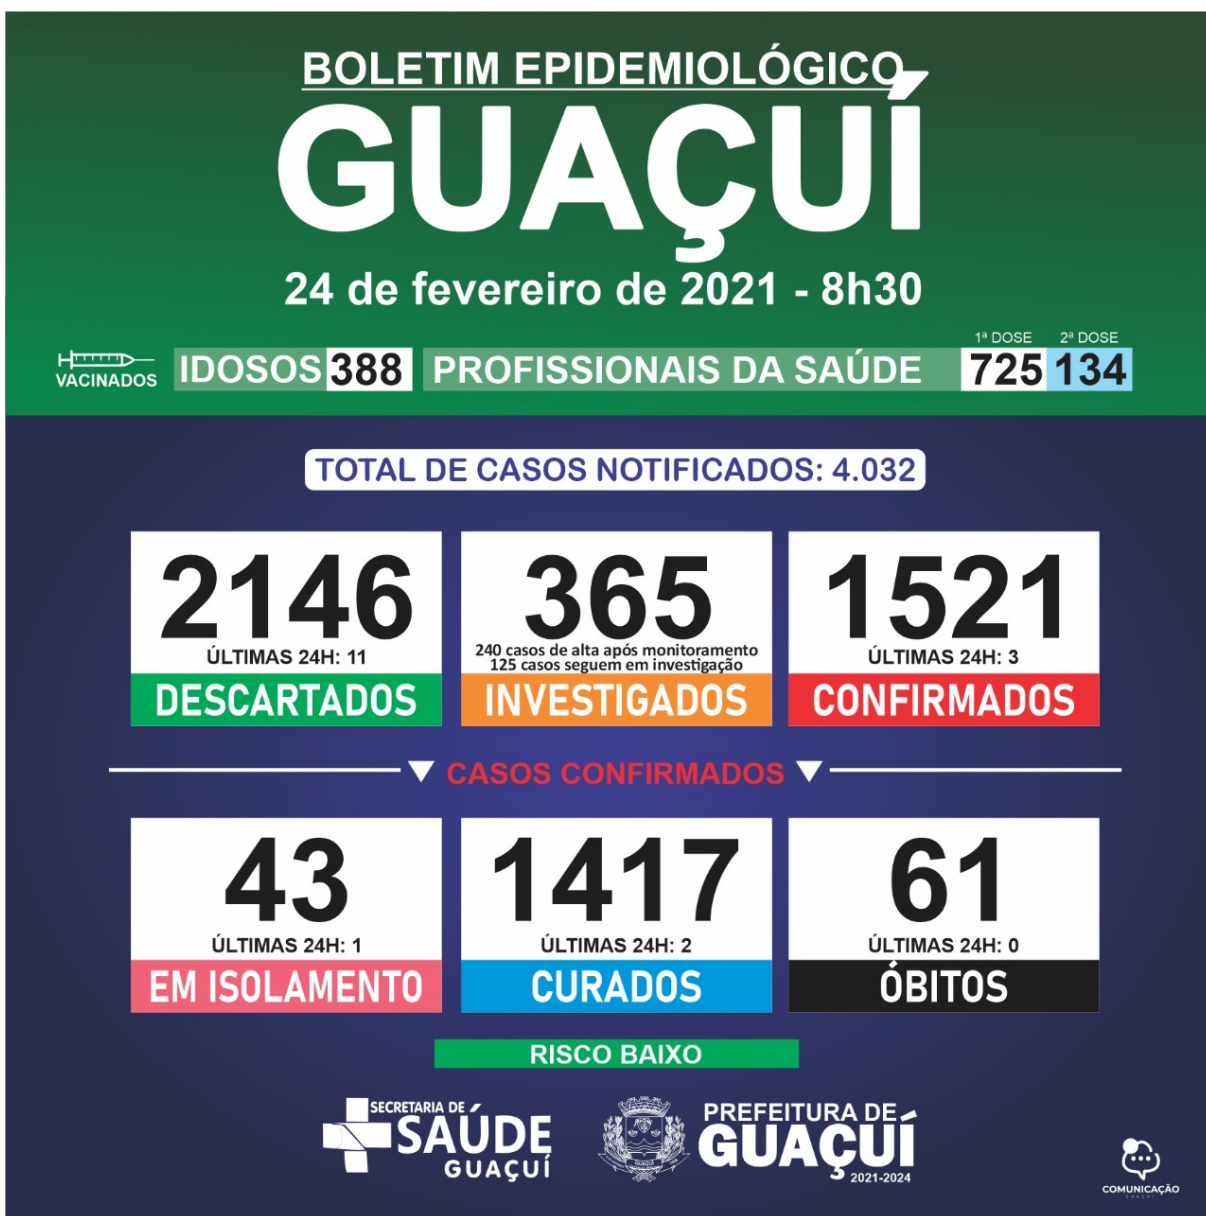 BOLETIM EPIDEMIOLÓGICO
GUAÇUÍ
24 de fevereiro de 2021 - 8h30
1ª DOSE 2ª DOSE
VACINADOS IDOSOS 388 PROFISSIONAIS DA SAÚDE 725 134
TOTAL DE CASOS NOTIFICADOS: 4.032
2146
ÚLTIMAS 24H: 11
DESCARTADOS
365
240 casos de alta após monitoramento
125 casos seguem em investigação
INVESTIGADOS
1521
ÚLTIMAS 24H: 3
CONFIRMADOS
CASOS CONFIRMADOS
43
ÚLTIMAS 24H: 1
EM ISOLAMENTO
1417
ÚLTIMAS 24H: 2
CURADOS
61
ÚLTIMAS 24H: 0
ÓBITOS
RISCO BAIXO
SECRETARIA DE
SAÚDE
GUAÇUÍ
PREFEITURA DE
GUAÇUÍ
2021-2024
COMUNICAÇÃO